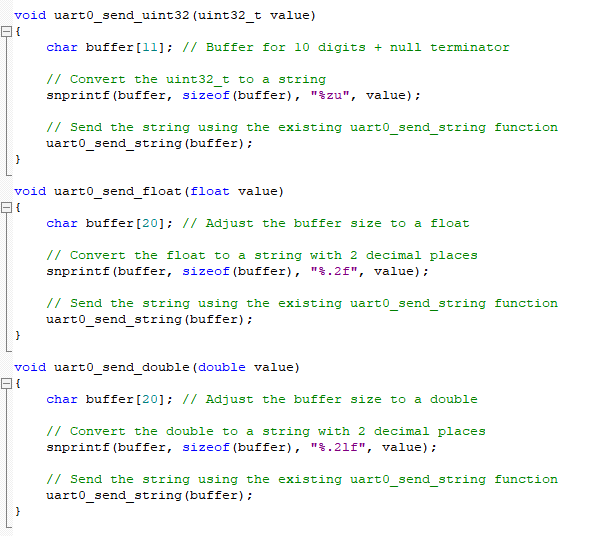 void uart0_send_uint32(uint32_t value)
{
    char buffer[11]; // Buffer for 10 digits + null terminator

    // Convert the uint32_t to a string
    snprintf(buffer, sizeof(buffer), "%zu", value);

    // Send the string using the existing uart0_send_string function
    uart0_send_string(buffer);
}

void uart0_send_float(float value)
{
    char buffer[20]; // Adjust the buffer size to a float

    // Convert the float to a string with 2 decimal places
    snprintf(buffer, sizeof(buffer), "%.2f", value);

    // Send the string using the existing uart0_send_string function
    uart0_send_string(buffer);
}

void uart0_send_double(double value)
{
    char buffer[20]; // Adjust the buffer size to a double

    // Convert the double to a string with 2 decimal places
    snprintf(buffer, sizeof(buffer), "%.2lf", value);

    // Send the string using the existing uart0_send_string function
    uart0_send_string(buffer);
}